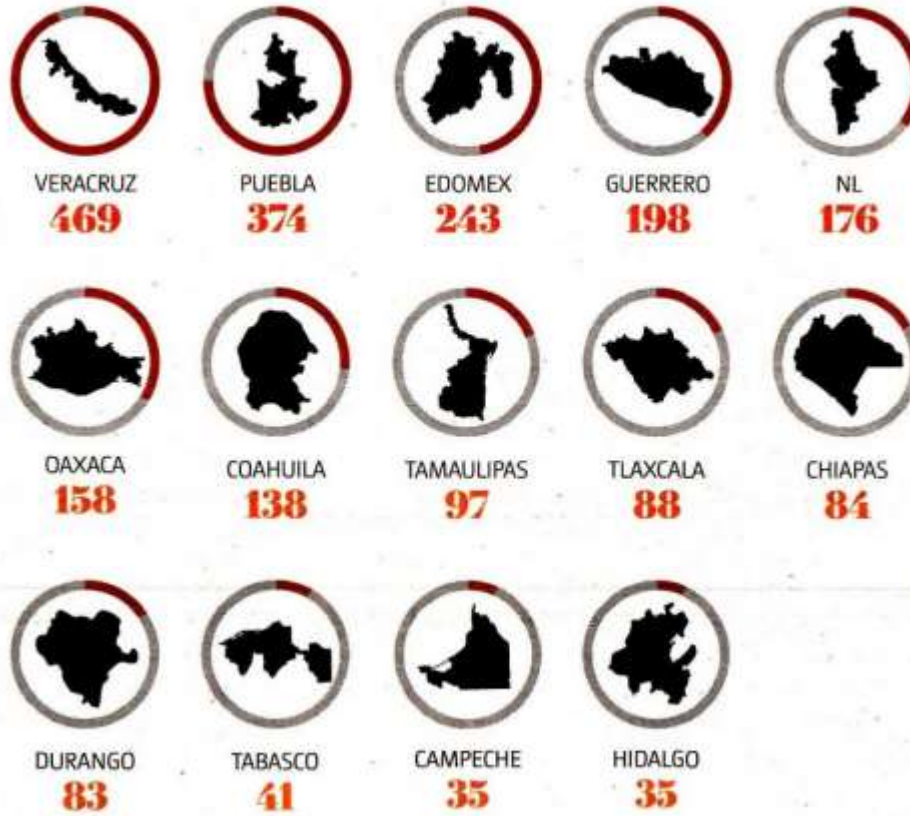 VERACRUZ PUEBLA EDOMEX GUERRERO NL
469 374 243 198 176
OAXACA COAHUILA TAMAULIPAS TLAXCALA CHIAPAS
158 138 97 88 84
DURANGO TABASCO CAMPECHE HIDALGO
83 41 35 35